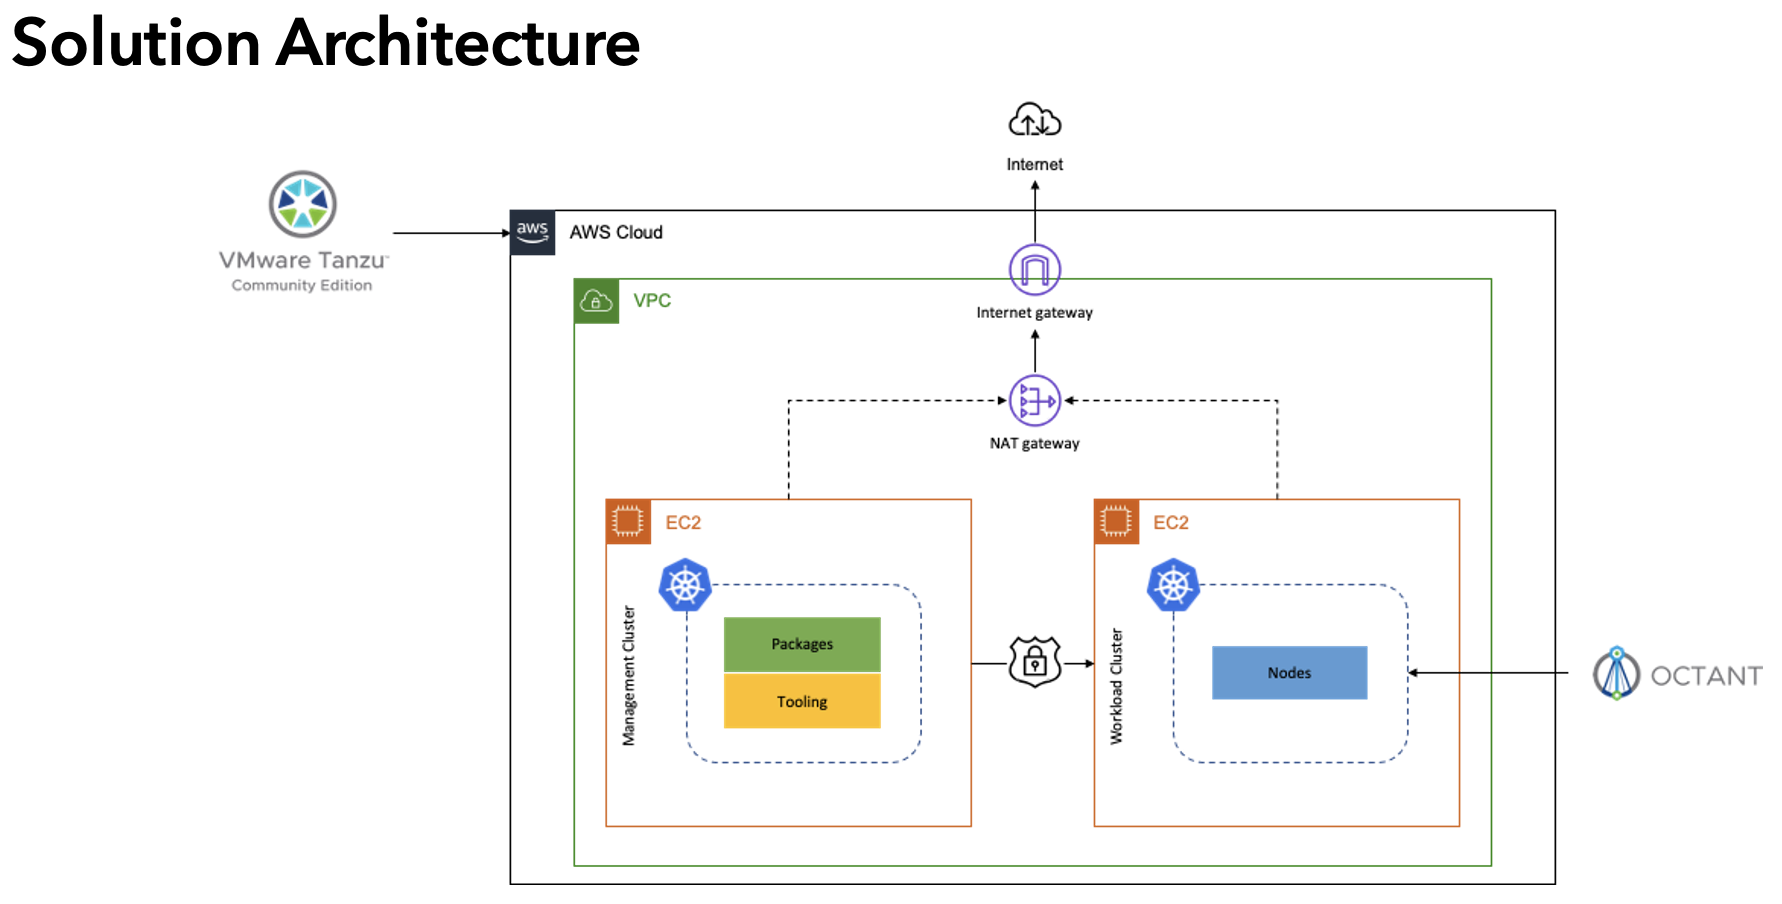 Solution Architecture
Internet
aws
AWS Cloud
VMware Tanzu™
Community Edition
VPC
Internet gateway
NAT gateway
EC2
EC2
Management Cluster
Packages
Tooling
Workload Cluster
Nodes
OCTANT